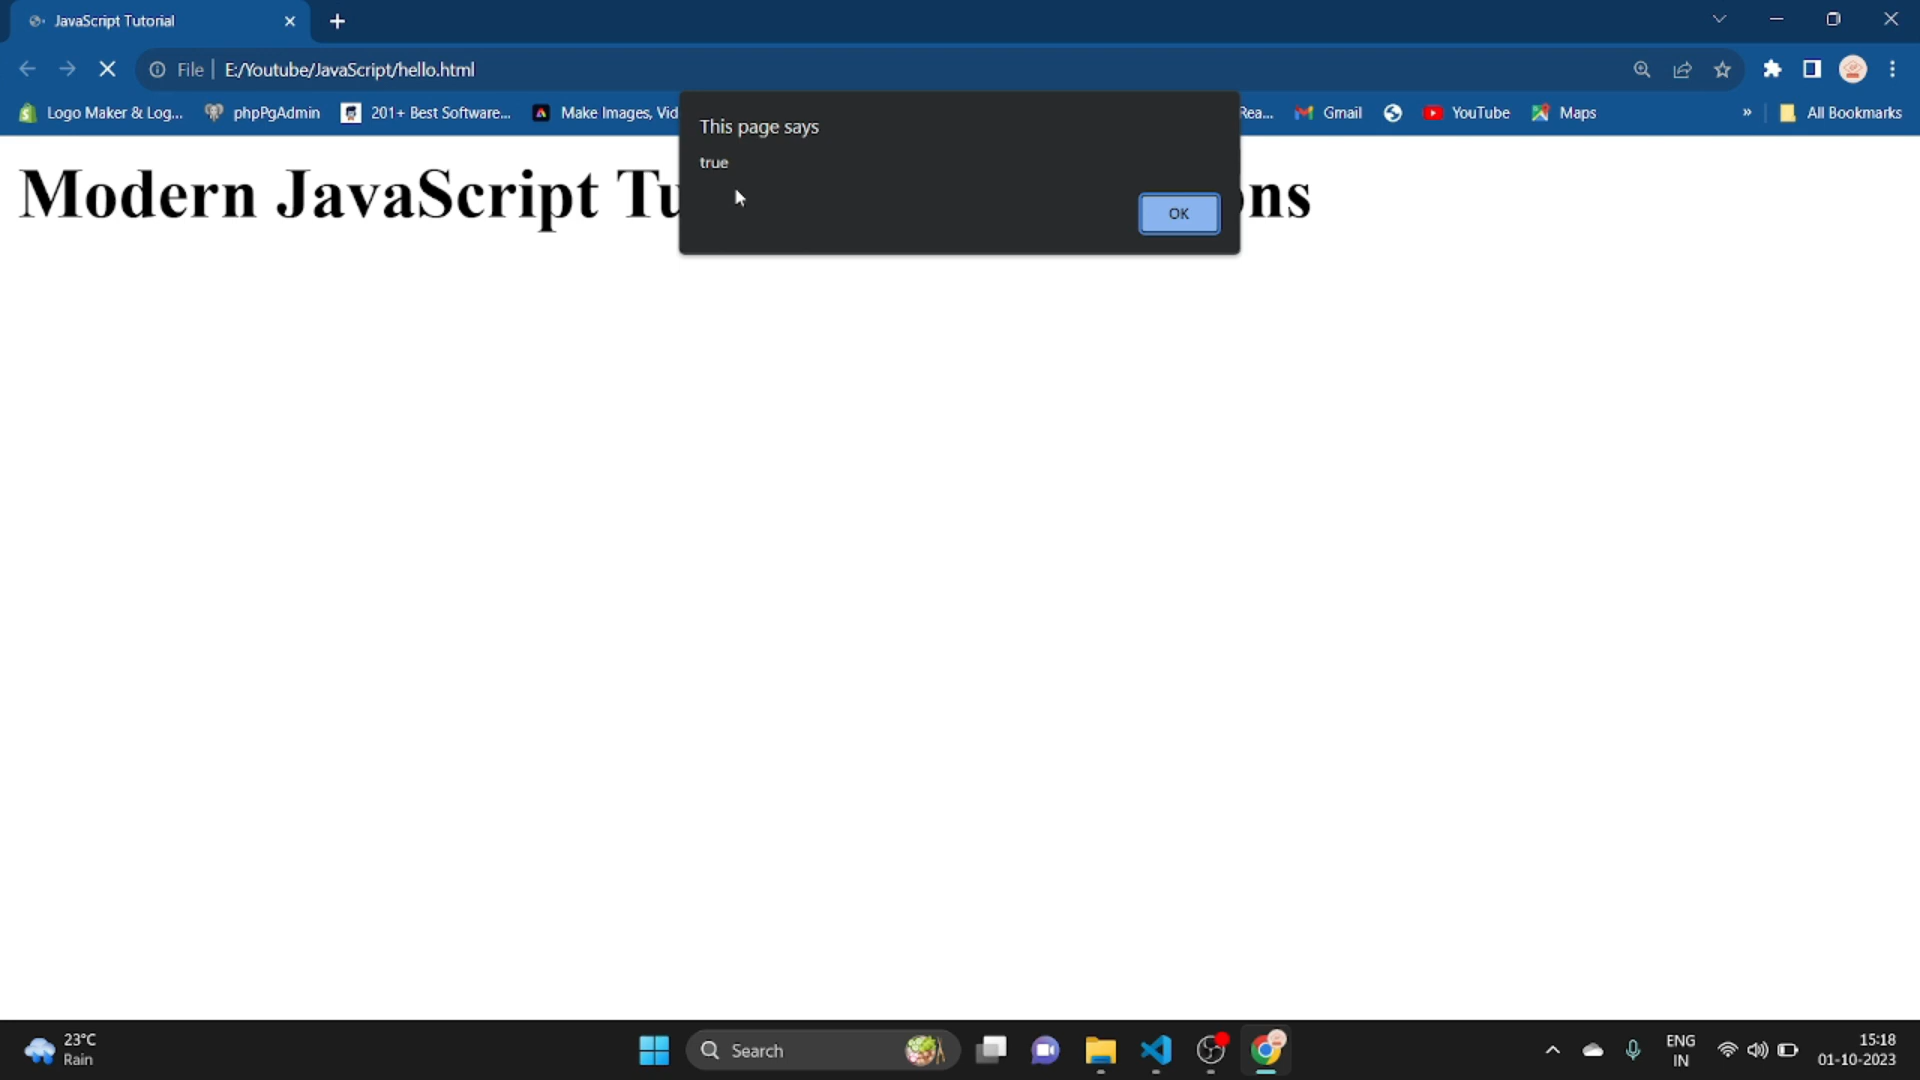 JavaScript Tutorial
File | E:/Youtube/JavaScript/hello.html
Logo Maker & Log... phpPgAdmin 201+ Best Software... Make Images, Vid Rea... Gmail YouTube Maps » All Bookmarks
This page says
true
OK
Modern JavaScript Tu ons
23°C
Rain
Search
ENG
IN
15:18
01-10-2023